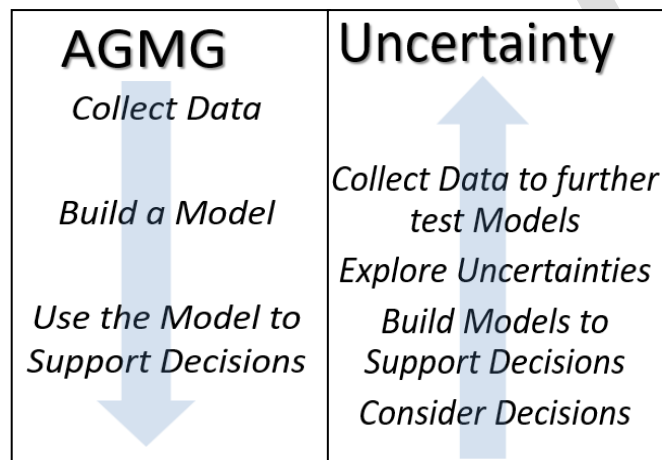 AGMG
Collect Data
Build a Model
Use the Model to
Support Decisions
Uncertainty
Collect Data to further
test Models
Explore Uncertainties
Build Models to
Support Decisions
Consider Decisions